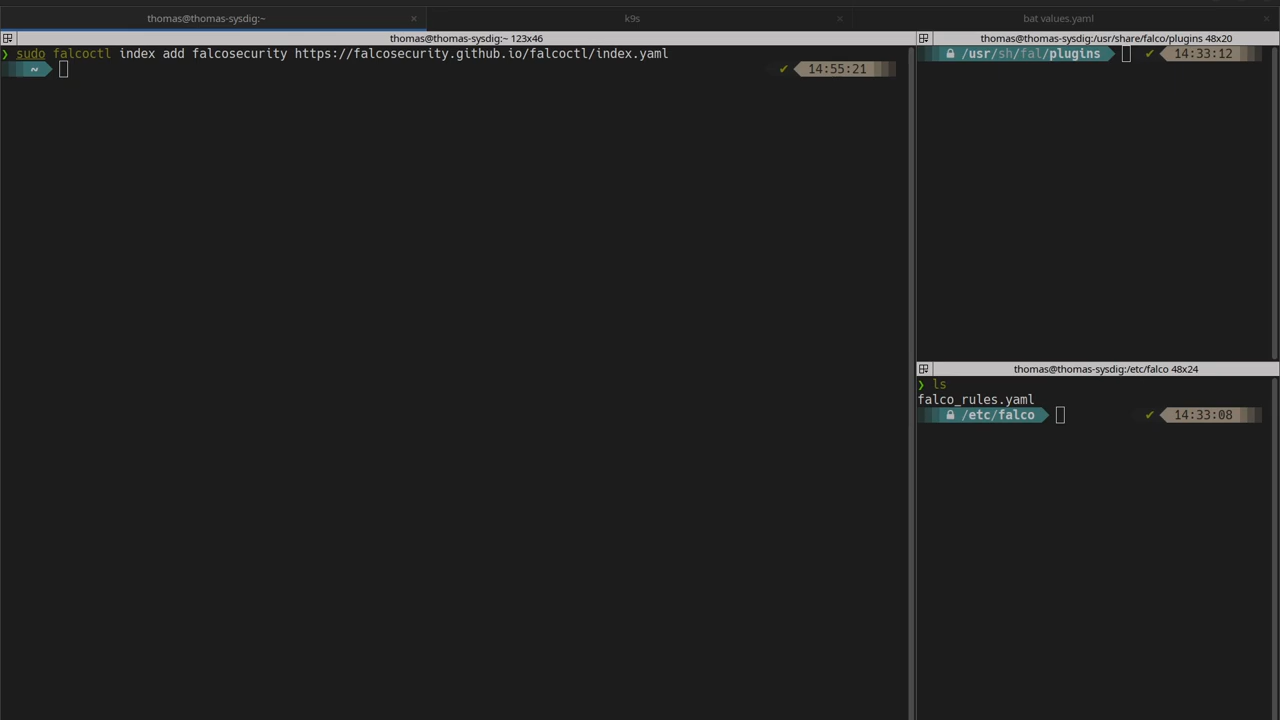 thomas@thomas-sysdig:~ × k9s × bat values.yaml ×
thomas@thomas-sysdig:~ 123x46
❯ sudo falcoctl index add falcosecurity https://falcosecurity.github.io/falcoctl/index.yaml
~ ✔ 14:55:21
thomas@thomas-sysdig:/usr/share/falco/plugins 48x20
/usr/sh/fal/plugins ✔ 14:33:12
thomas@thomas-sysdig:/etc/falco 48x24
❯ ls
falco_rules.yaml
/etc/falco ✔ 14:33:08